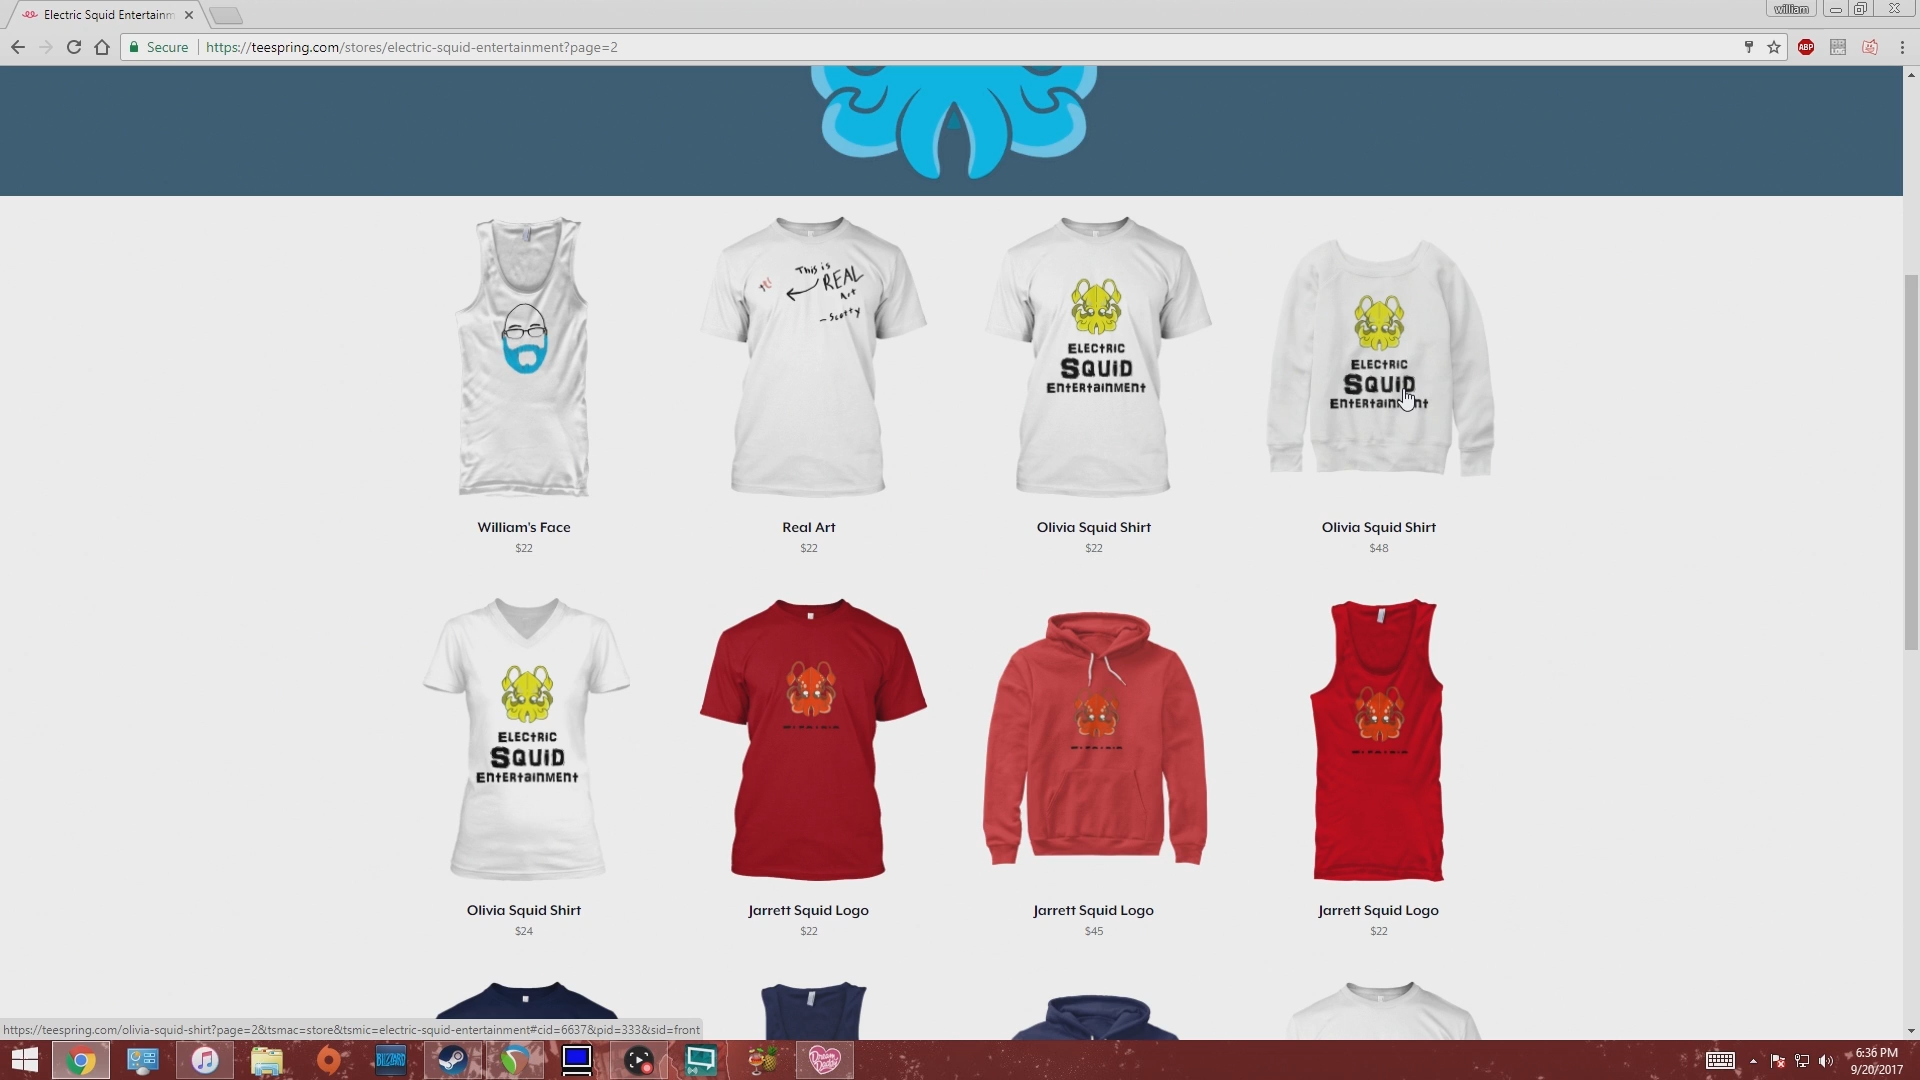 Electric Squid Entertainm
william
Secure
https://teespring.com/stores/electric-squid-entertainment?page=2
ABP
This is
REAL
Art
-Scotty
ELECTRIC
SQUID
ENTERTAINMENT
ELECTRIC
SQUID
William's Face
Real Art
Olivia Squid Shirt
Olivia Squid Shirt
$22
$22
$22
$48
ELECTRIC
SQUID
ENTERTAINMENT
Olivia Squid Shirt
Jarrett Squid Logo
Jarrett Squid Logo
Jarrett Squid Logo
$24
$22
$45
$22
https://teespring.com/olivia-squid-shirt?page=2&tsmac=store&tsmic=electric-squid-entertainment#cid=6637&pid=333&sid=front
BLIZZARD
Dream
Daddy
6:36 PM
9/20/2017